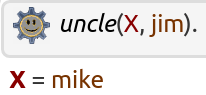 uncle(X, jim).
X = mike